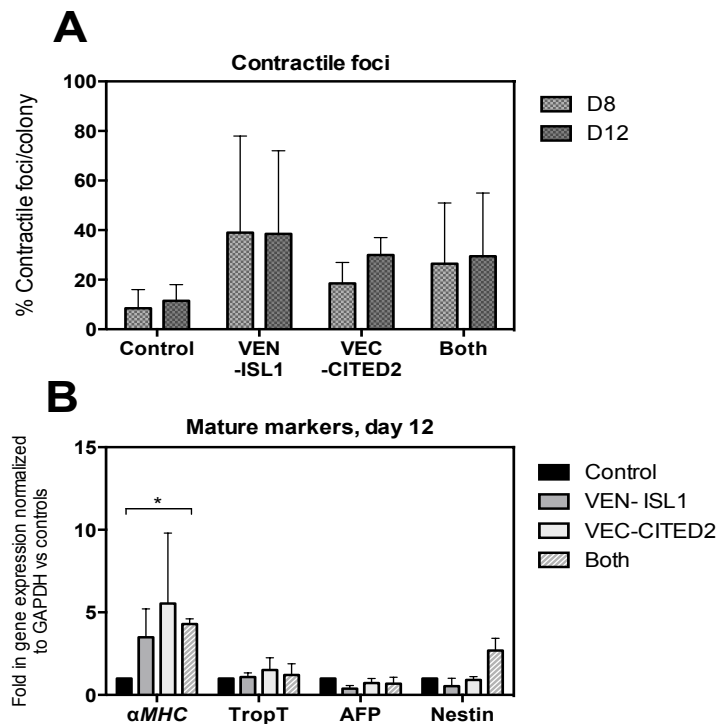 A
Contractile foci
% Contractile foci/colony
100
80
60
40
20
0
Control
VEN
-ISL1
VEC
-CITED2
Both
D8
D12
B
Mature markers, day 12
Fold in gene expression normalized
to GAPDH vs controls
15
10
5
0
*
αMHC
TropT
AFP
Nestin
Control
VEN- ISL1
VEC-CITED2
Both